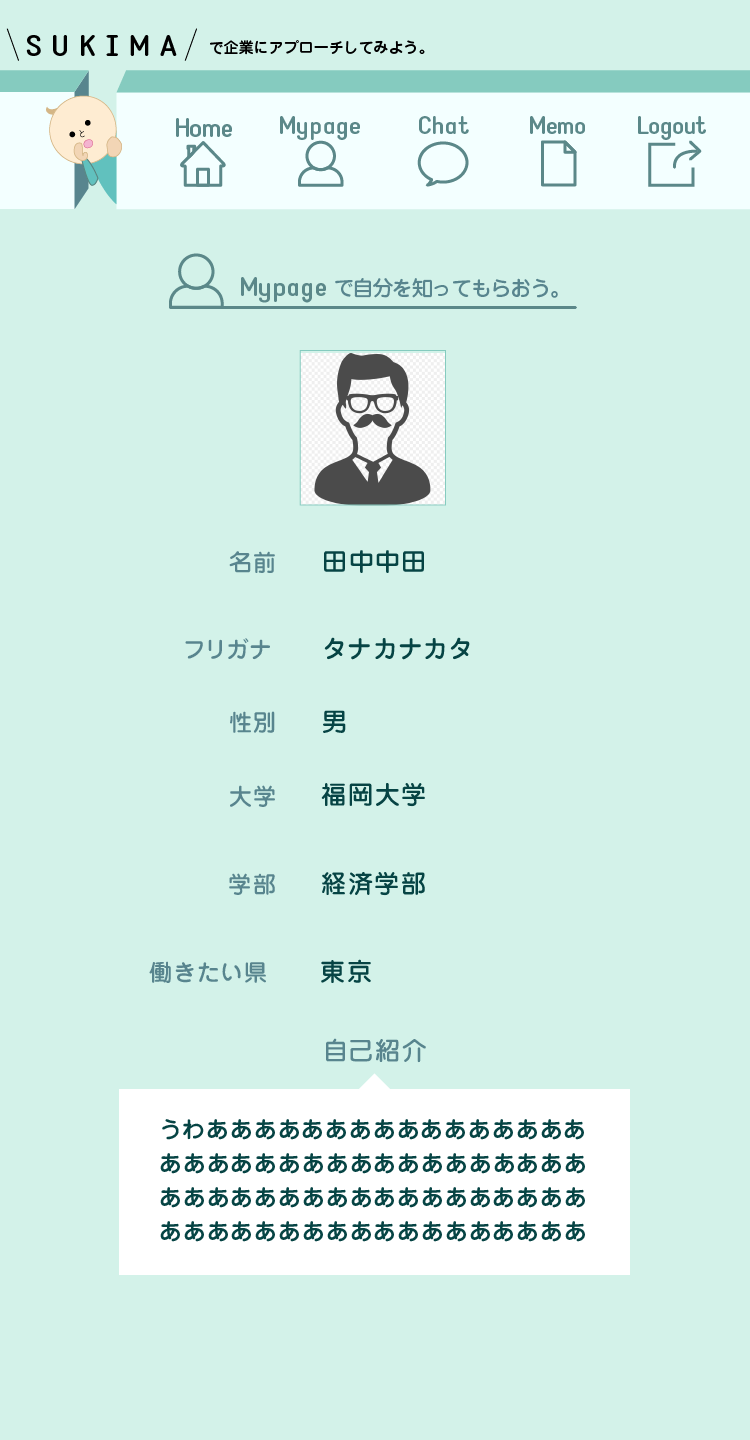 \ SUKIMA / で企業にアプローチしてみよう。
Home Mypage Chat Memo Logout
Mypage で自分を知ってもらおう。
名前 田中中田
フリガナ タナカナカタ
性別 男
大学 福岡大学
学部 経済学部
働きたい県 東京
自己紹介
うわああああああああああああああああ
ああああああああああああああああああ
ああああああああああああああああああ
ああああああああああああああああああ